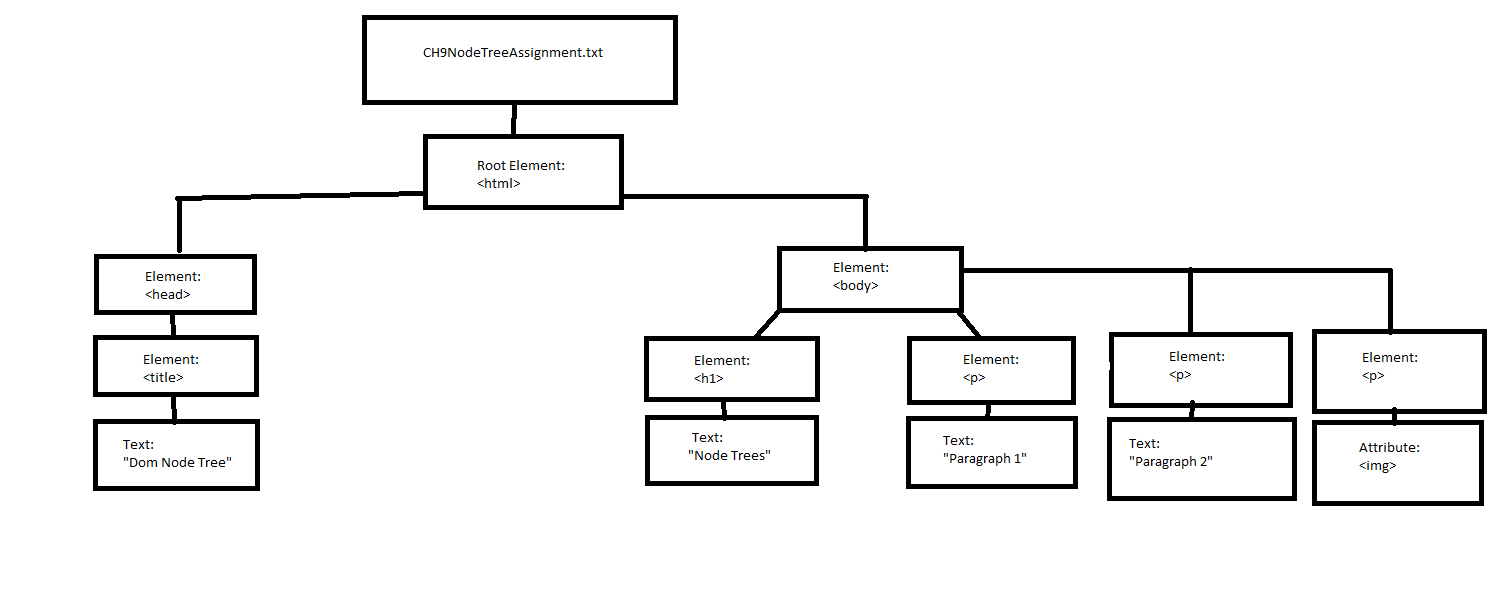 CH9NodeTreeAssignment.txt
Root Element:
<html>
Element:
<head>
Element:
<body>
Element:
<title>
Element:
<h1>
Element:
<p>
Element:
<p>
Element:
<p>
Text:
"Dom Node Tree"
Text:
"Node Trees"
Text:
"Paragraph 1"
Text:
"Paragraph 2"
Attribute:
<img>